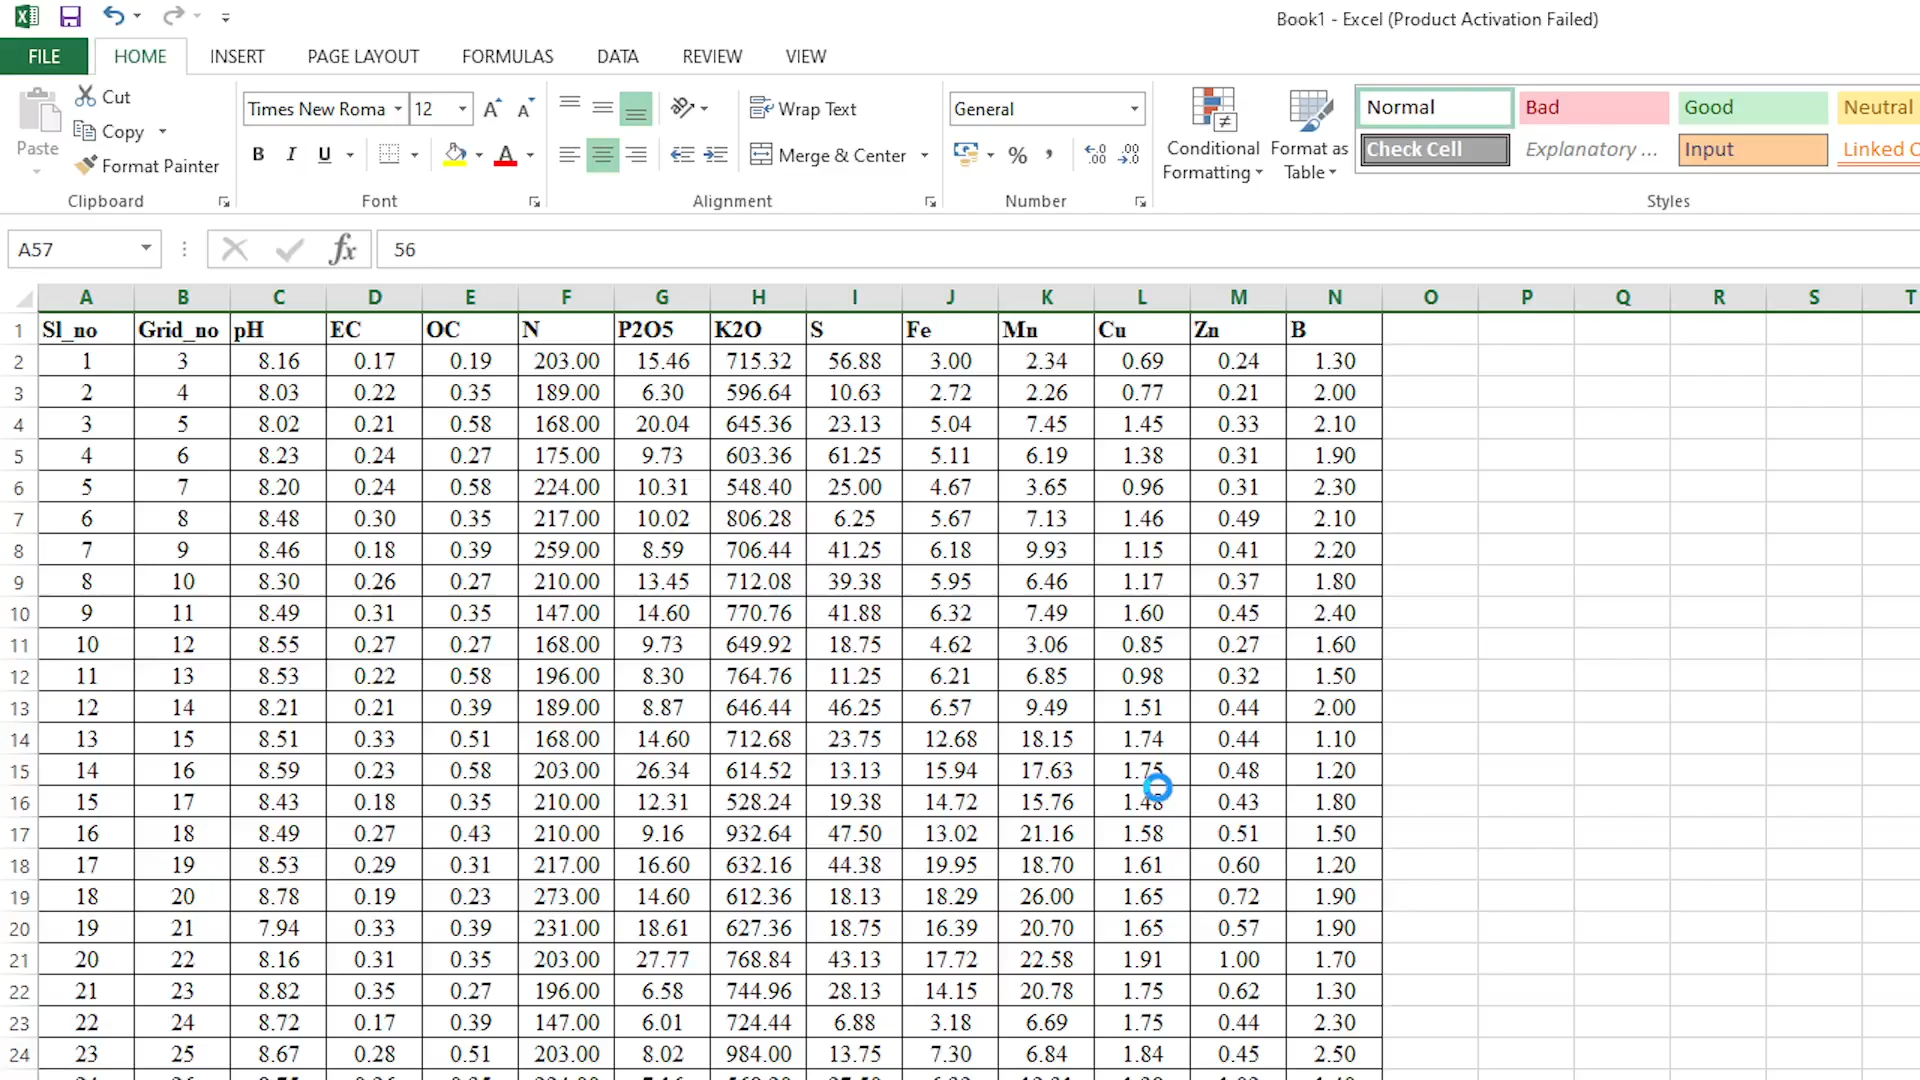 Book1 - Excel (Product Activation Failed)
FILE HOME INSERT PAGE LAYOUT FORMULAS DATA REVIEW VIEW
Paste Cut Copy Format Painter
Clipboard
Times New Roma 12 A A
B I U A
Font
Wrap Text
Merge & Center
Alignment
General
% , .00
Number
Conditional Formatting
Format as Table
Normal Bad Good Neutral
Check Cell Explanatory ... Input Linked C
Styles
A57 fx 56
A B C D E F G H I J K L M N O P Q R S T
1 Sl_no Grid_no pH EC OC N P2O5 K2O S Fe Mn Cu Zn B
2 1 3 8.16 0.17 0.19 203.00 15.46 715.32 56.88 3.00 2.34 0.69 0.24 1.30
3 2 4 8.03 0.22 0.35 189.00 6.30 596.64 10.63 2.72 2.26 0.77 0.21 2.00
4 3 5 8.02 0.21 0.58 168.00 20.04 645.36 23.13 5.04 7.45 1.45 0.33 2.10
5 4 6 8.23 0.24 0.27 175.00 9.73 603.36 61.25 5.11 6.19 1.38 0.31 1.90
6 5 7 8.20 0.24 0.58 224.00 10.31 548.40 25.00 4.67 3.65 0.96 0.31 2.30
7 6 8 8.48 0.30 0.35 217.00 10.02 806.28 6.25 5.67 7.13 1.46 0.49 2.10
8 7 9 8.46 0.18 0.39 259.00 8.59 706.44 41.25 6.18 9.93 1.15 0.41 2.20
9 8 10 8.30 0.26 0.27 210.00 13.45 712.08 39.38 5.95 6.46 1.17 0.37 1.80
10 9 11 8.49 0.31 0.35 147.00 14.60 770.76 41.88 6.32 7.49 1.60 0.45 2.40
11 10 12 8.55 0.27 0.27 168.00 9.73 649.92 18.75 4.62 3.06 0.85 0.27 1.60
12 11 13 8.53 0.22 0.58 196.00 8.30 764.76 11.25 6.21 6.85 0.98 0.32 1.50
13 12 14 8.21 0.21 0.39 189.00 8.87 646.44 46.25 6.57 9.49 1.51 0.44 2.00
14 13 15 8.51 0.33 0.51 168.00 14.60 712.68 23.75 12.68 18.15 1.74 0.44 1.10
15 14 16 8.59 0.23 0.58 203.00 26.34 614.52 13.13 15.94 17.63 1.75 0.48 1.20
16 15 17 8.43 0.18 0.35 210.00 12.31 528.24 19.38 14.72 15.76 1.48 0.43 1.80
17 16 18 8.49 0.27 0.43 210.00 9.16 932.64 47.50 13.02 21.16 1.58 0.51 1.50
18 17 19 8.53 0.29 0.31 217.00 16.60 632.16 44.38 19.95 18.70 1.61 0.60 1.20
19 18 20 8.78 0.19 0.23 273.00 14.60 612.36 18.13 18.29 26.00 1.65 0.72 1.90
20 19 21 7.94 0.33 0.39 231.00 18.61 627.36 18.75 16.39 20.70 1.65 0.57 1.90
21 20 22 8.16 0.31 0.35 203.00 27.77 768.84 43.13 17.72 22.58 1.91 1.00 1.70
22 21 23 8.82 0.35 0.27 196.00 6.58 744.96 28.13 14.15 20.78 1.75 0.62 1.30
23 22 24 8.72 0.17 0.39 147.00 6.01 724.44 6.88 3.18 6.69 1.75 0.44 2.30
24 23 25 8.67 0.28 0.51 203.00 8.02 984.00 13.75 7.30 6.84 1.84 0.45 2.50